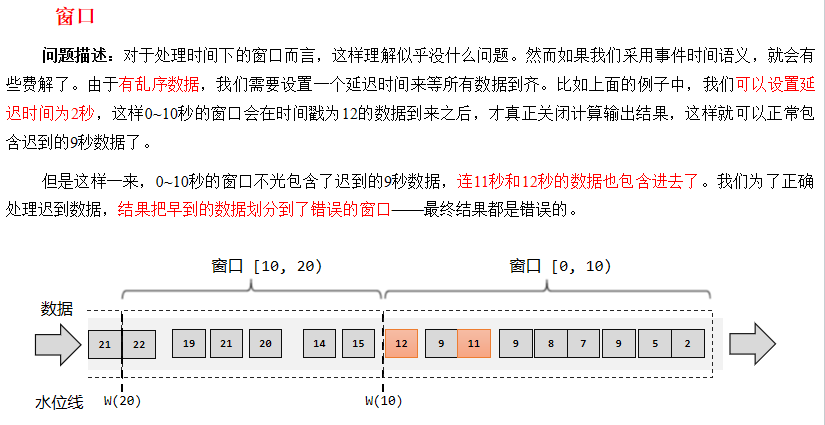 窗口
问题描述：对于处理时间下的窗口而言，这样理解似乎没什么问题。然而如果我们采用事件时间语义，就会有
些费解了。由于有乱序数据，我们需要设置一个延迟时间来等所有数据到齐。比如上面的例子中，我们可以设置延
迟时间为2秒，这样0~10秒的窗口会在时间戳为12的数据到来之后，才真正关闭计算输出结果，这样就可以正常包
含迟到的9秒数据了。
但是这样一来，0~10秒的窗口不光包含了迟到的9秒数据，连11秒和12秒的数据也包含进去了。我们为了正确
处理迟到数据，结果把早到的数据划分到了错误的窗口——最终结果都是错误的。
窗口 [10, 20) 窗口 [0, 10)
数据
21 22 19 21 20 14 15 12 9 11 9 8 7 9 5 2
水位线 W(20) W(10)